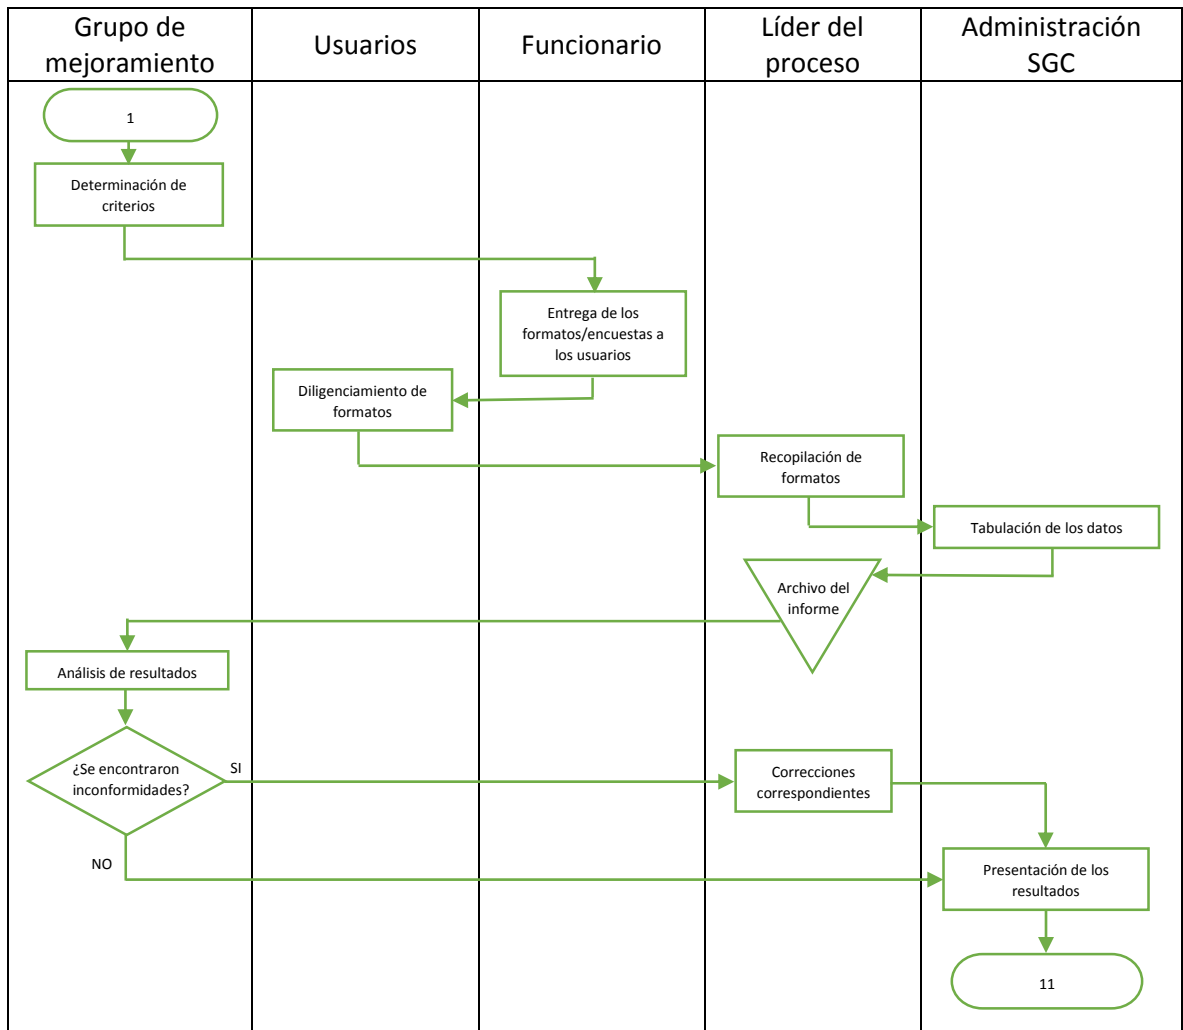 Grupo de
mejoramiento
Usuarios
Funcionario
Líder del
proceso
Administración
SGC
1
Determinación de
criterios
Entrega de los
formatos/encuestas a
los usuarios
Diligenciamiento de
formatos
Recopilación de
formatos
Tabulación de los datos
Archivo del
informe
Análisis de resultados
¿Se encontraron
inconformidades?
SI
Correcciones
correspondientes
NO
Presentación de los
resultados
11